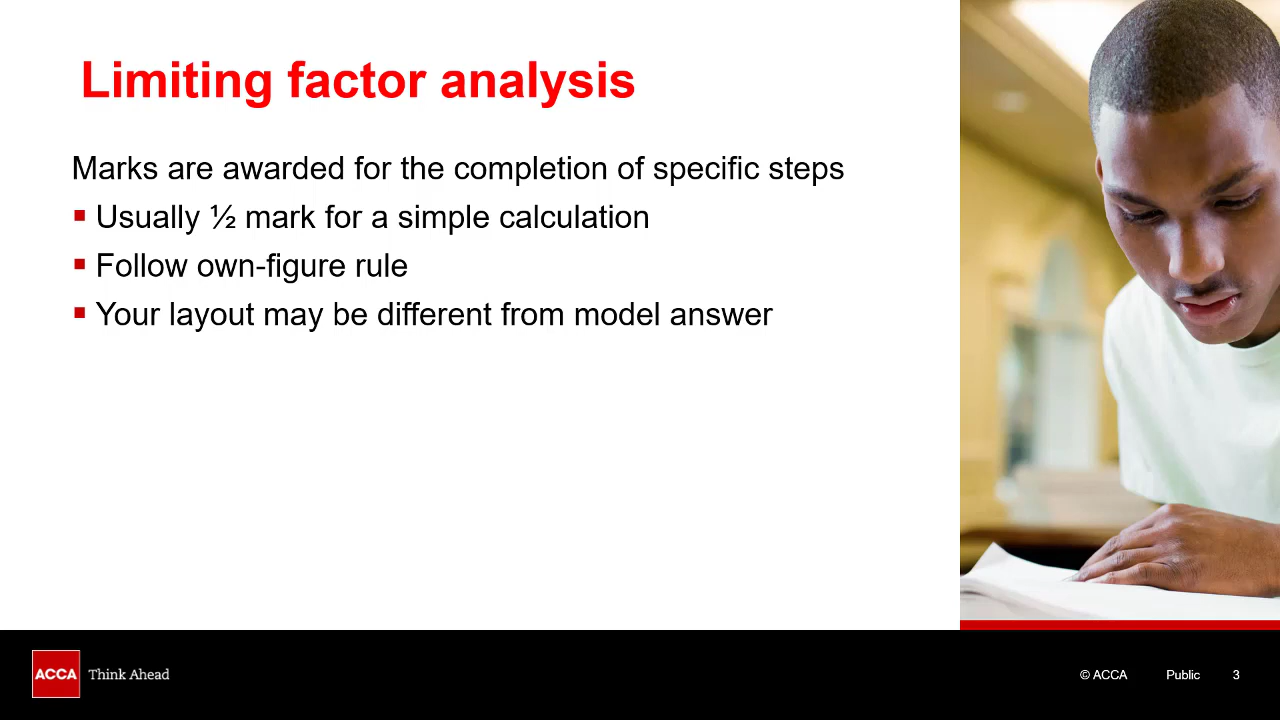 Limiting factor analysis
Marks are awarded for the completion of specific steps
▪ Usually ½ mark for a simple calculation
▪ Follow own-figure rule
▪ Your layout may be different from model answer
ACCA Think Ahead
© ACCA Public 3